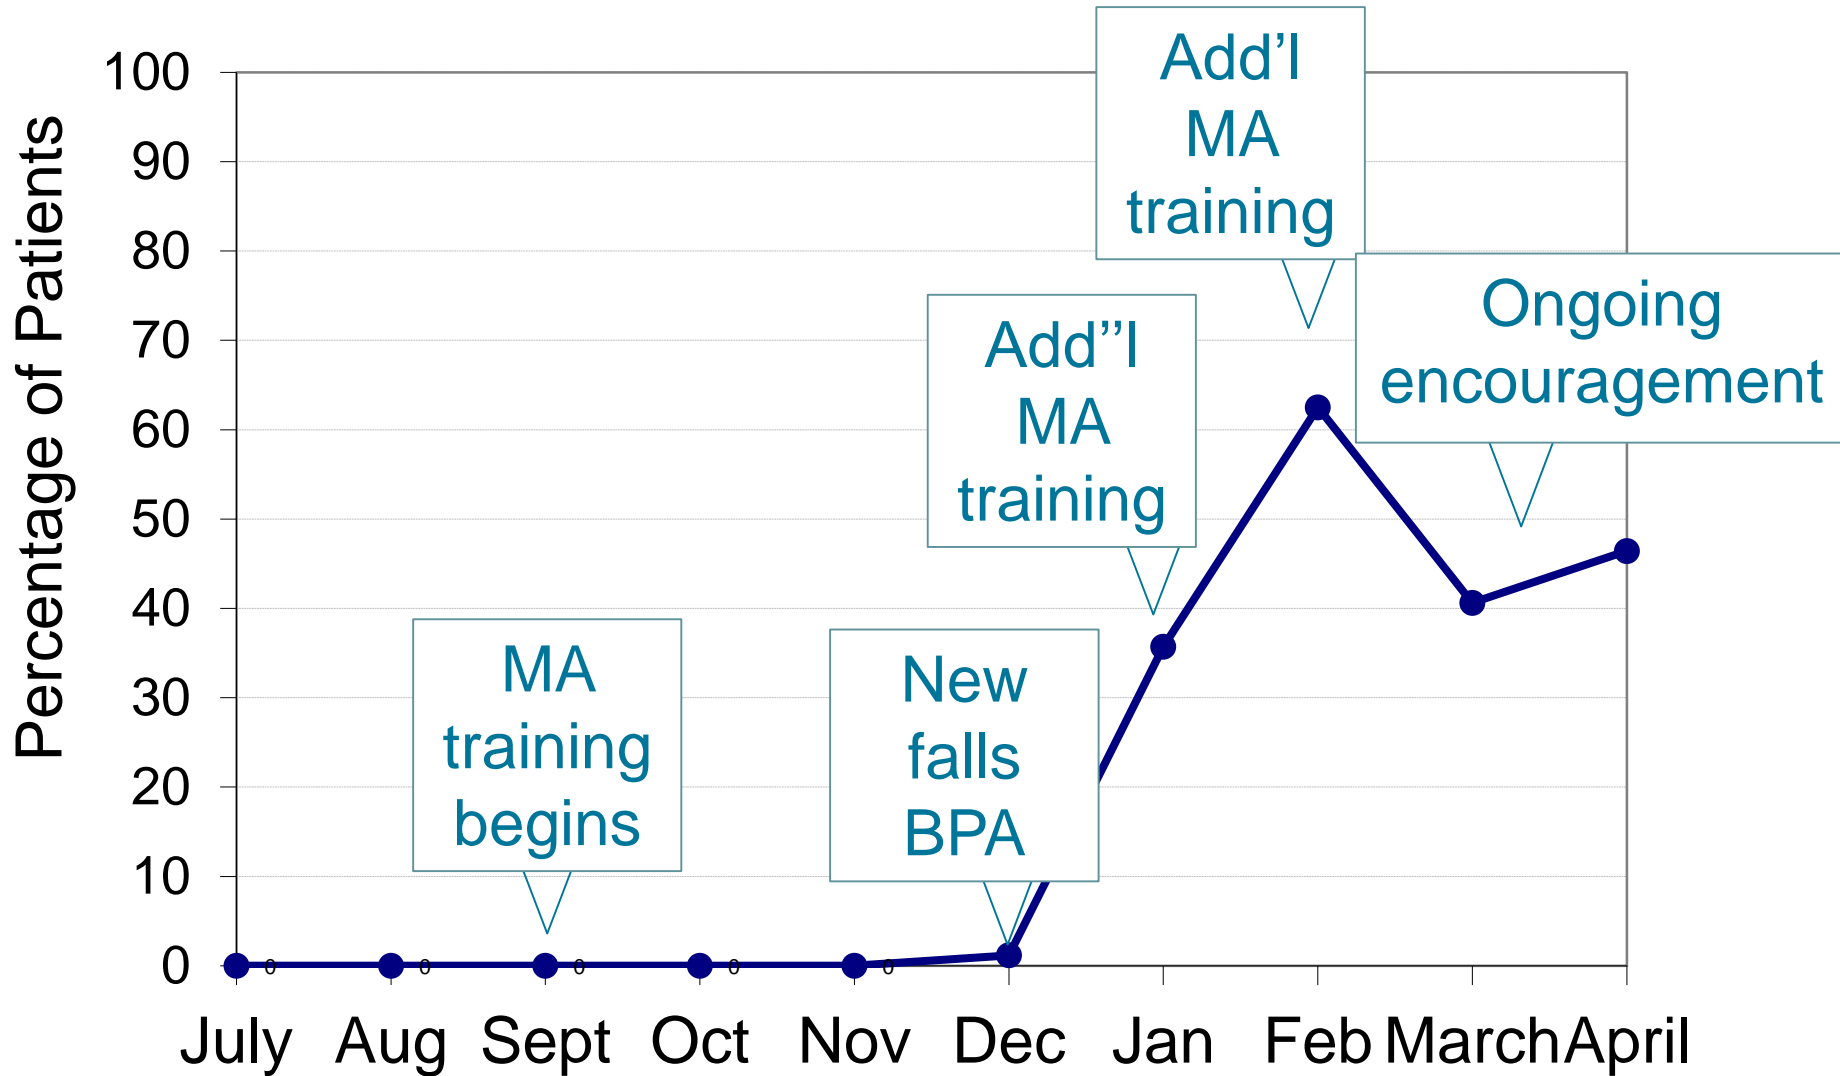 Percentage of Patients
100
90
80
70
60
50
40
30
20
10
0
Add’l
MA
training
Ongoing
encouragement
Add’’l
MA
training
MA
training
begins
New
falls
BPA
0 0 0 0 0
July Aug Sept Oct Nov Dec Jan Feb March April